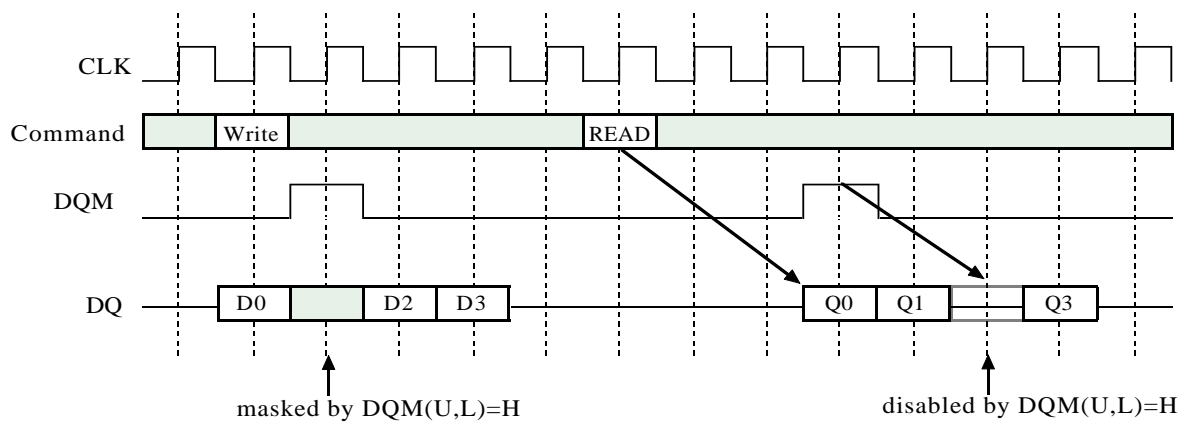 CLK
Command Write READ
DQM
DQ D0 D2 D3 Q0 Q1 Q3
masked by DQM(U,L)=H disabled by DQM(U,L)=H